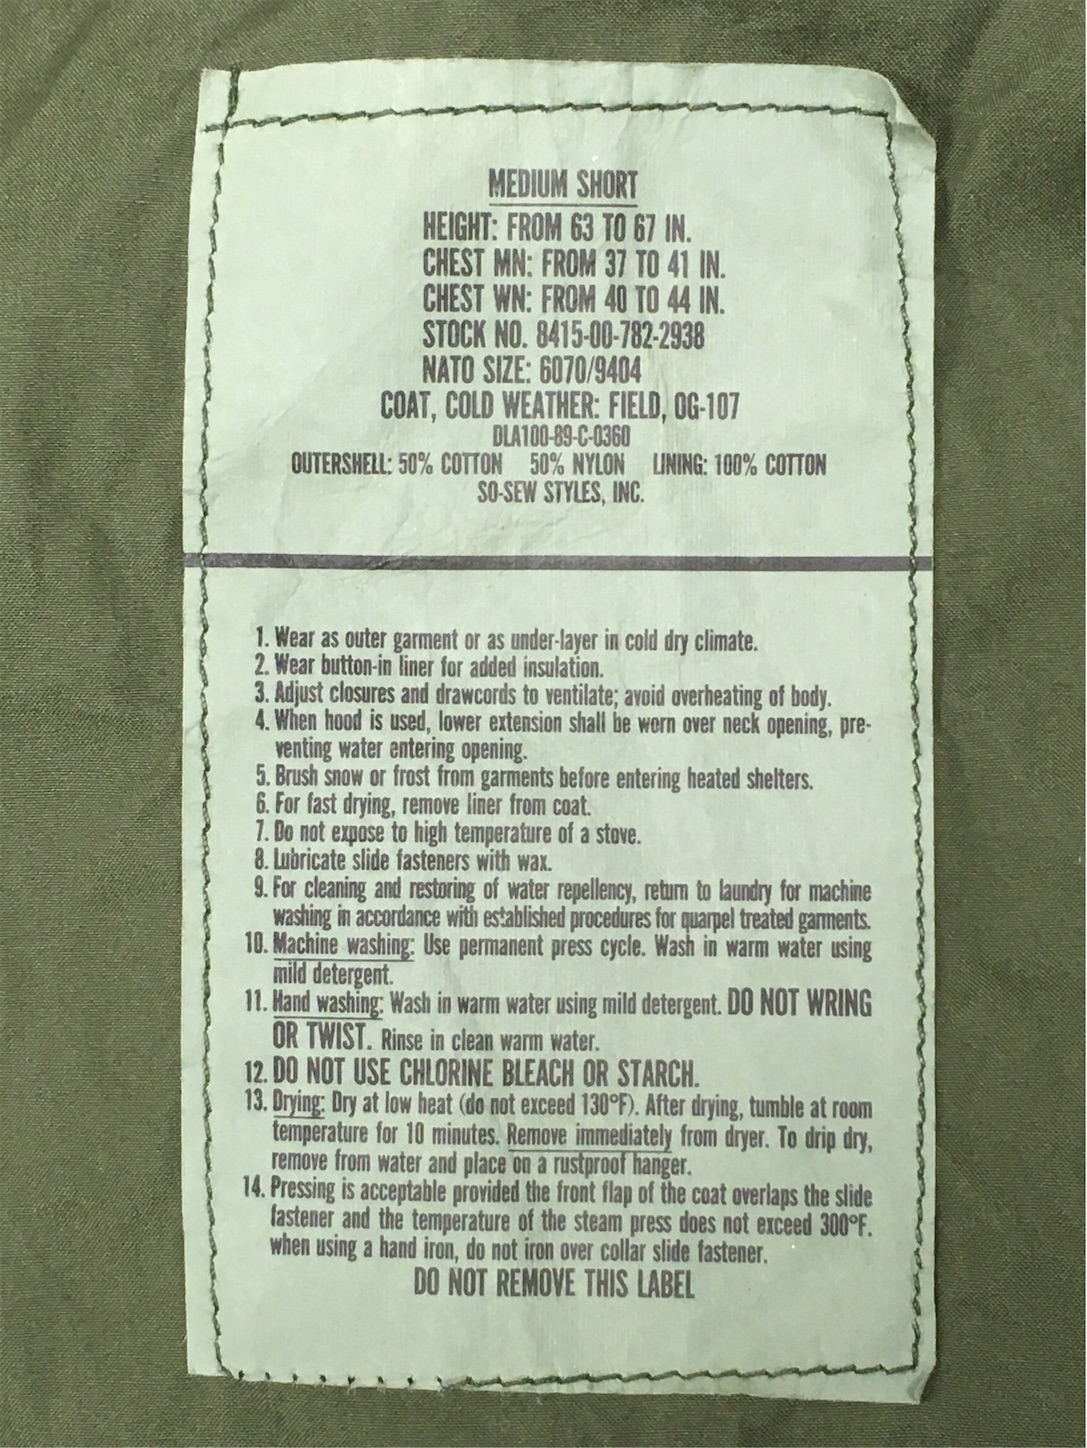 MEDIUM SHORT
HEIGHT: FROM 63 TO 67 IN.
CHEST MN: FROM 37 TO 41 IN.
CHEST WN: FROM 40 TO 44 IN.
STOCK NO. 8415-00-782-2938
NATO SIZE: 6070/9404
COAT, COLD WEATHER: FIELD, OG-107
DLA100-89-C-0360
OUTERSHELL: 50% COTTON 50% NYLON LINING: 100% COTTON
SO-SEW STYLES, INC.
1. Wear as outer garment or as under-layer in cold dry climate.
2. Wear button-in liner for added insulation.
3. Adjust closures and drawcords to ventilate; avoid overheating of body.
4. When hood is used, lower extension shall be worn over neck opening, pre-
venting water entering opening.
5. Brush snow or frost from garments before entering heated shelters.
6. For fast drying, remove liner from coat.
7. Do not expose to high temperature of a stove.
8. Lubricate slide fasteners with wax.
9. For cleaning and restoring of water repellency, return to laundry for machine
washing in accordance with established procedures for quarpel treated garments.
10. Machine washing: Use permanent press cycle. Wash in warm water using
mild detergent.
11. Hand washing: Wash in warm water using mild detergent. DO NOT WRING
OR TWIST. Rinse in clean warm water.
12. DO NOT USE CHLORINE BLEACH OR STARCH.
13. Drying: Dry at low heat (do not exceed 130°F). After drying, tumble at room
temperature for 10 minutes. Remove immediately from dryer. To drip dry,
remove from water and place on a rustproof hanger.
14. Pressing is acceptable provided the front flap of the coat overlaps the slide
fastener and the temperature of the steam press does not exceed 300°F.
when using a hand iron, do not iron over collar slide fastener.
DO NOT REMOVE THIS LABEL